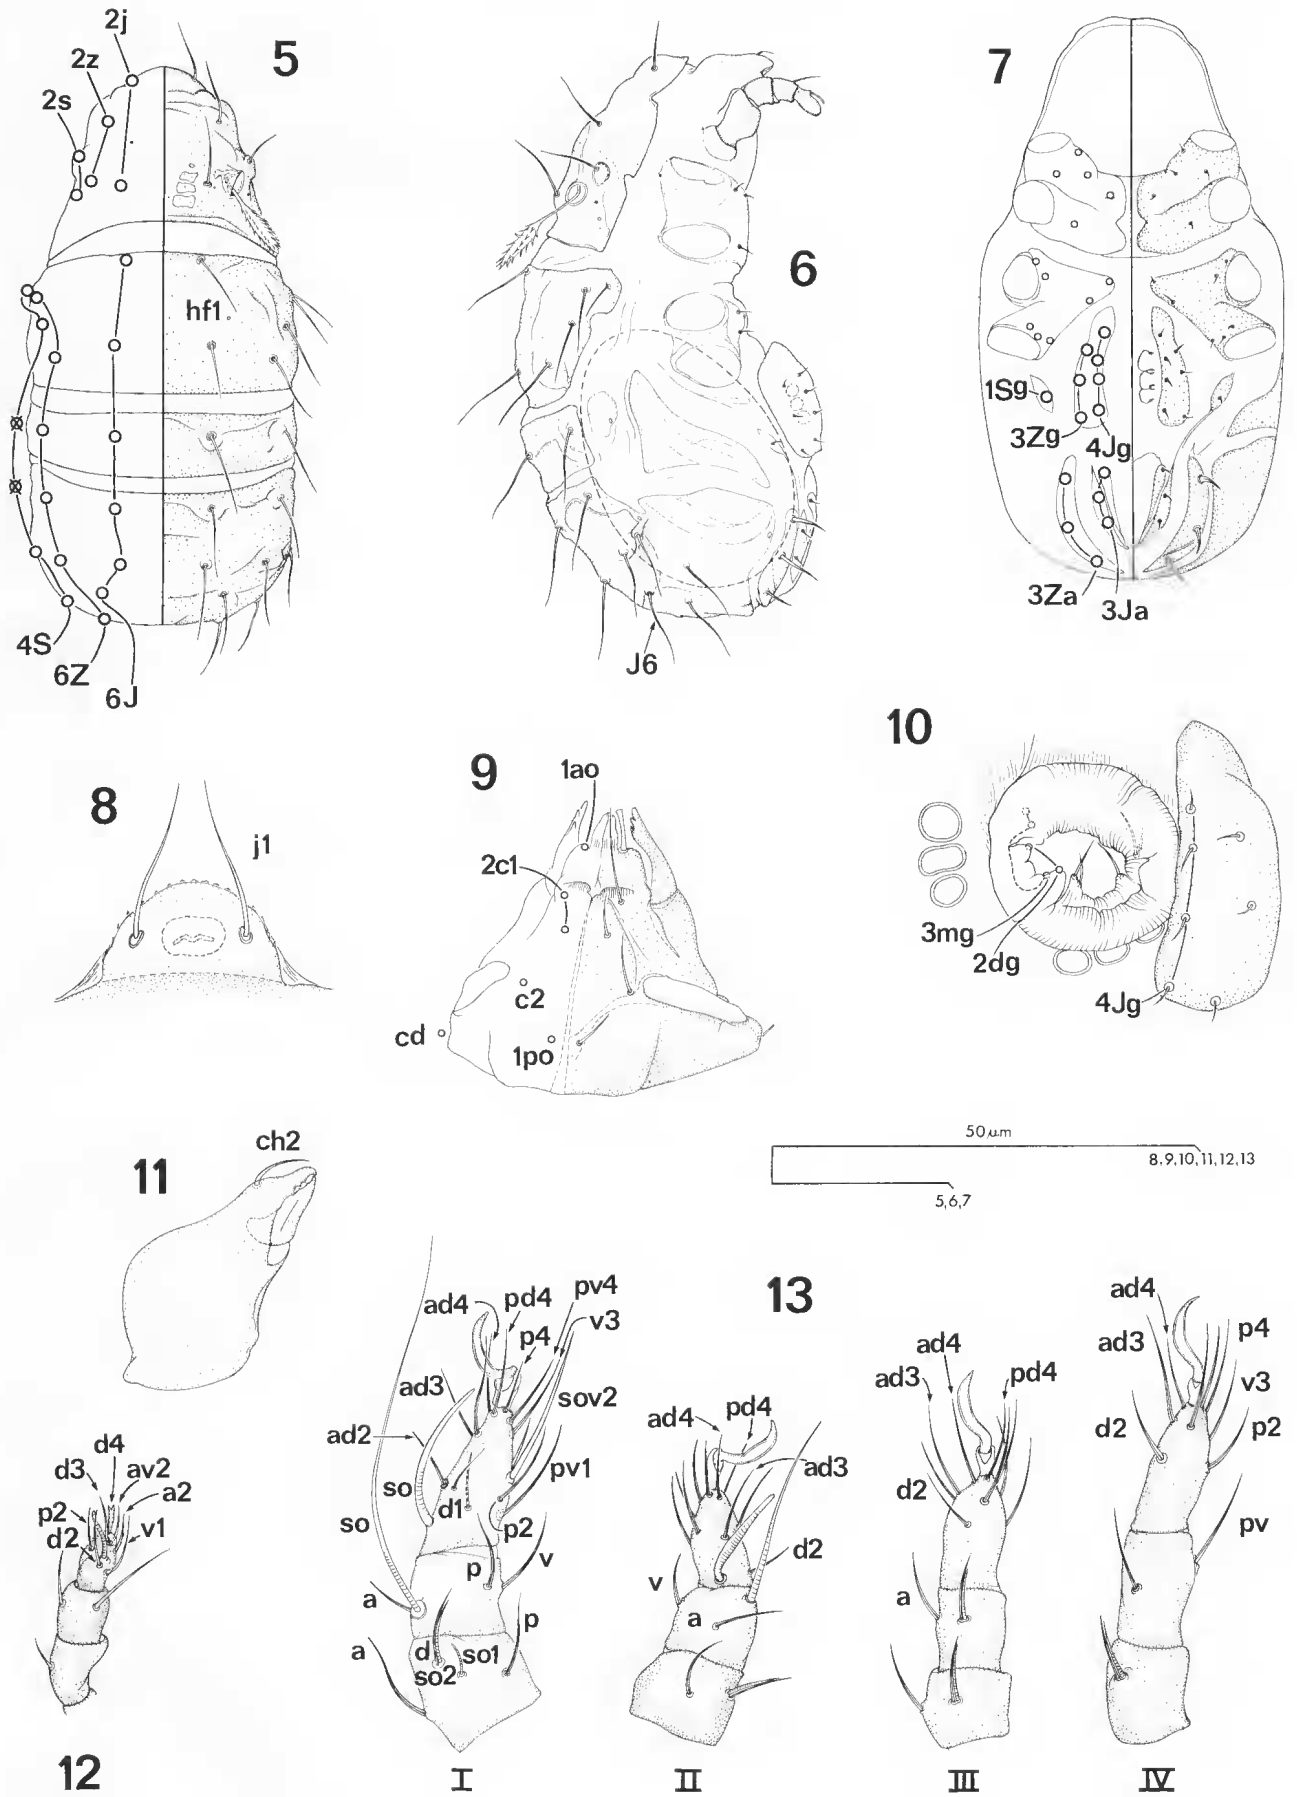 5
2j
2z
2s
hf1
4S
6Z
6J
6
J6
7
1Sg
3Zg
4Jg
3Za
3Ja
8
j1
9
1ao
2c1
c2
cd
1po
10
3mg
2dg
4Jg
50 µm
8.9,10,11,12,13
5,6,7
11
ch2
12
d4
d3
av2
p2
a2
d2
v1
13
ad4
pd4
pv4
v3
p4
ad3
sov2
ad2
pv1
so
d1
so
p2
p
v
a
a
d
so1
p
so2
I
ad4
pd4
ad3
v
d2
a
II
ad4
ad3
pd4
d2
a
III
ad4
ad3
p4
v3
d2
p2
pv
IV